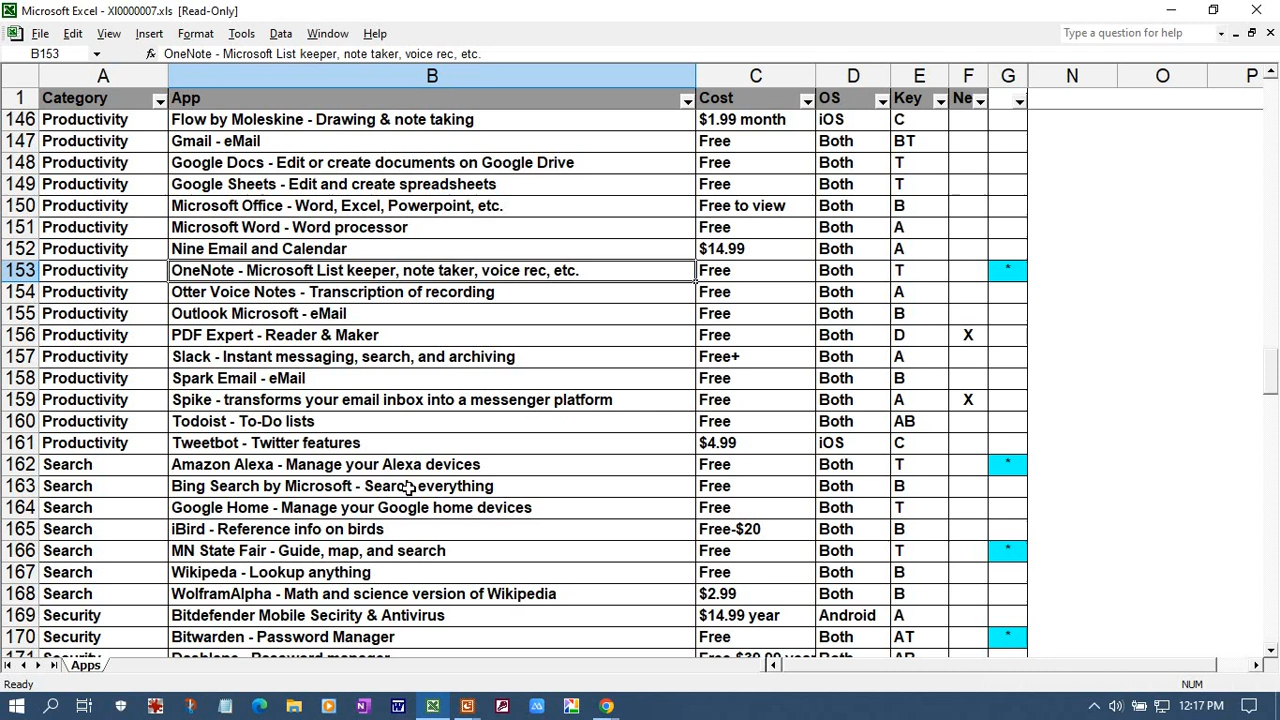 Microsoft Excel - XI0000007.xls [Read-Only]
File Edit View Insert Format Tools Data Window Help Type a question for help
B153 fx OneNote - Microsoft List keeper, note taker, voice rec, etc.
A B C D E F G N O P
1 Category App Cost OS Key Ne
146 Productivity Flow by Moleskine - Drawing & note taking $1.99 month iOS C
147 Productivity Gmail - eMail Free Both BT
148 Productivity Google Docs - Edit or create documents on Google Drive Free Both T
149 Productivity Google Sheets - Edit and create spreadsheets Free Both T
150 Productivity Microsoft Office - Word, Excel, Powerpoint, etc. Free to view Both B
151 Productivity Microsoft Word - Word processor Free Both A
152 Productivity Nine Email and Calendar $14.99 Both A
153 Productivity OneNote - Microsoft List keeper, note taker, voice rec, etc. Free Both T *
154 Productivity Otter Voice Notes - Transcription of recording Free Both A
155 Productivity Outlook Microsoft - eMail Free Both B
156 Productivity PDF Expert - Reader & Maker Free Both D X
157 Productivity Slack - Instant messaging, search, and archiving Free+ Both A
158 Productivity Spark Email - eMail Free Both B
159 Productivity Spike - transforms your email inbox into a messenger platform Free Both A X
160 Productivity Todoist - To-Do lists Free Both AB
161 Productivity Tweetbot - Twitter features $4.99 iOS C
162 Search Amazon Alexa - Manage your Alexa devices Free Both T *
163 Search Bing Search by Microsoft - Search everything Free Both B
164 Search Google Home - Manage your Google home devices Free Both T
165 Search iBird - Reference info on birds Free-$20 Both B
166 Search MN State Fair - Guide, map, and search Free Both T *
167 Search Wikipeda - Lookup anything Free Both B
168 Search WolframAlpha - Math and science version of Wikipedia $2.99 Both B
169 Security Bitdefender Mobile Secirity & Antivirus $14.99 year Android A
170 Security Bitwarden - Password Manager Free Both AT *
171 Security Dashlane - Password manager Free-$39.99 year Both AB
Apps
Ready NUM
12:17 PM